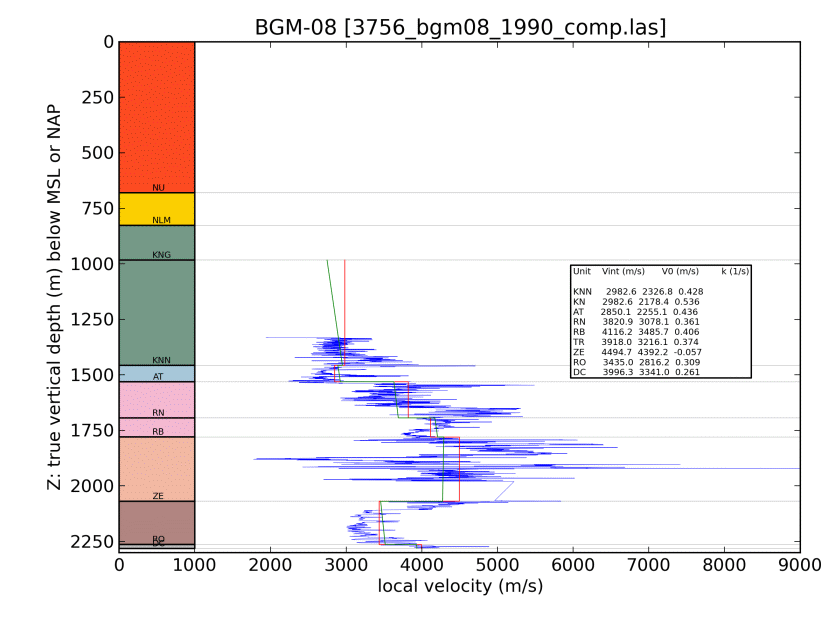 BGM-08 [3756_bgm08_1990_comp.las]
Z: true vertical depth (m) below MSL or NAP
0
250
500
750
1000
1250
1500
1750
2000
2250
NU
NLM
KNG
KNN
AT
RN
RB
ZE
RO
DC
Unit Vint (m/s) V0 (m/s) k (1/s)
KNN 2982.6 2326.8 0.428
KN 2982.6 2178.4 0.536
AT 2850.1 2255.1 0.436
RN 3820.9 3078.1 0.361
RB 4116.2 3485.7 0.406
TR 3918.0 3216.1 0.374
ZE 4494.7 4392.2 -0.057
RO 3435.0 2816.2 0.309
DC 3996.3 3341.0 0.261
0 1000 2000 3000 4000 5000 6000 7000 8000 9000
local velocity (m/s)